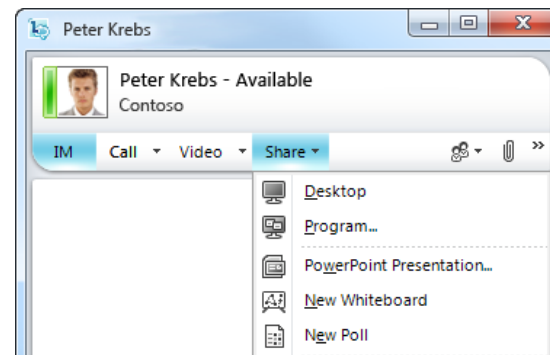 Peter Krebs
Peter Krebs - Available
Contoso
IM Call Video Share »
Desktop
Program...
PowerPoint Presentation...
New Whiteboard
New Poll